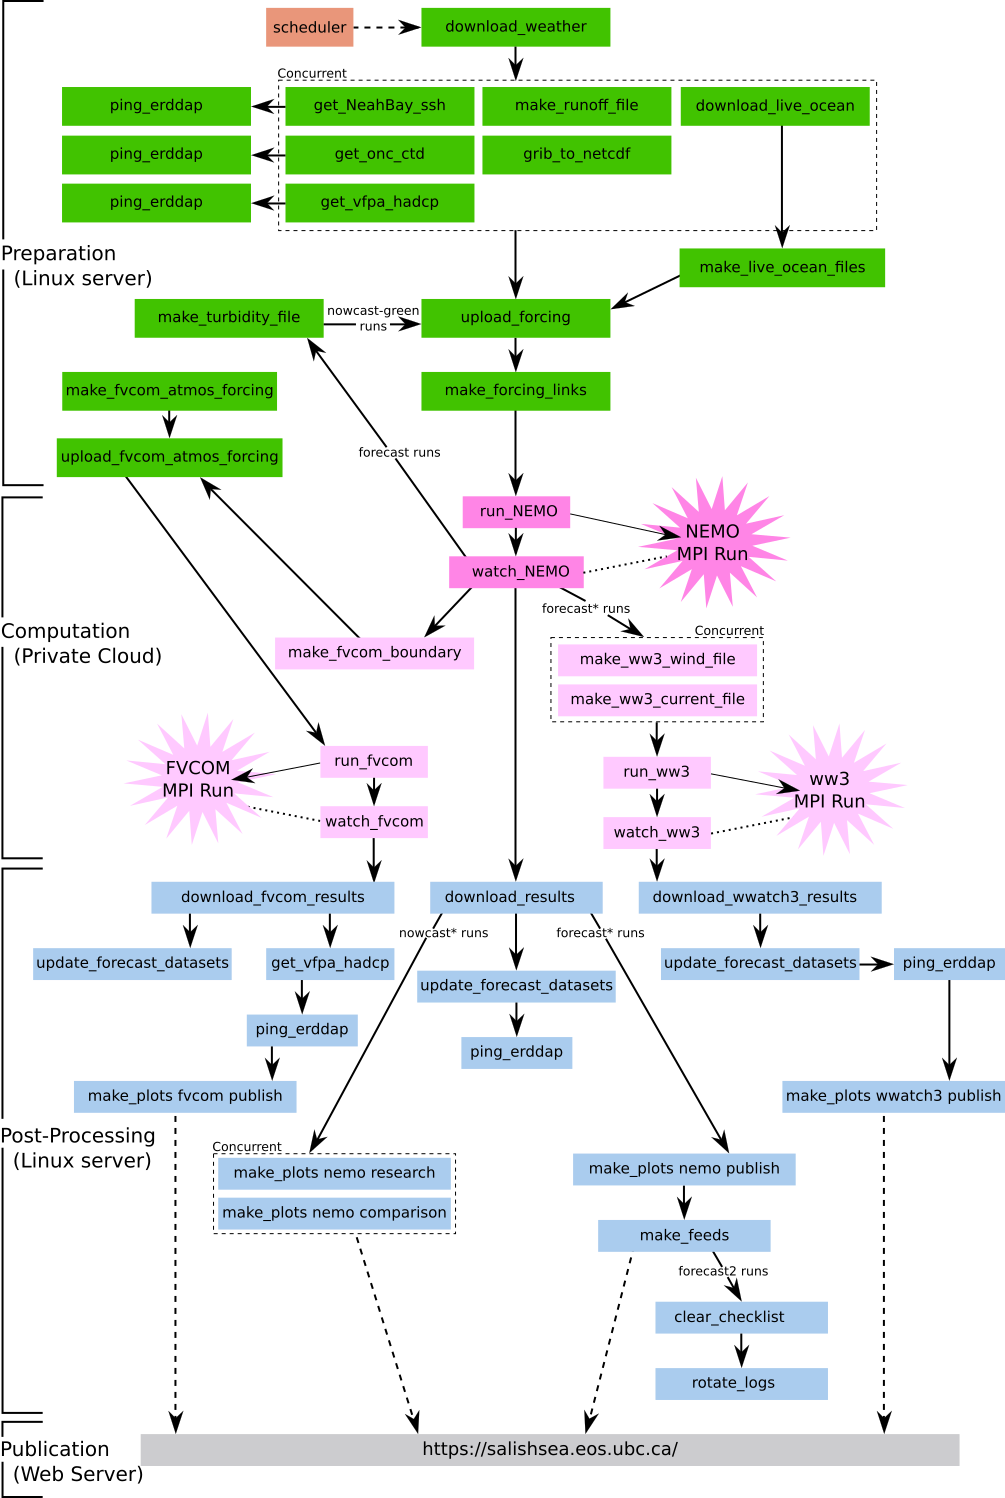 scheduler
download_weather
Concurrent
ping_erddap
get_NeahBay_ssh
make_runoff_file
download_live_ocean
ping_erddap
get_onc_ctd
grib_to_netcdf
ping_erddap
get_vfpa_hadcp
Preparation
(Linux server)
make_live_ocean_files
make_turbidity_file
nowcast-green
runs
upload_forcing
make_fvcom_atmos_forcing
make_forcing_links
upload_fvcom_atmos_forcing
forecast runs
run_NEMO
NEMO
MPI Run
watch_NEMO
forecast* runs
Computation
(Private Cloud)
Concurrent
make_fvcom_boundary
make_ww3_wind_file
make_ww3_current_file
FVCOM
MPI Run
run_fvcom
run_ww3
ww3
MPI Run
watch_fvcom
watch_ww3
download_fvcom_results
download_results
download_wwatch3_results
nowcast* runs
forecast* runs
update_forecast_datasets
get_vfpa_hadcp
update_forecast_datasets
update_forecast_datasets
ping_erddap
ping_erddap
ping_erddap
make_plots fvcom publish
make_plots wwatch3 publish
Post-Processing
(Linux server)
Concurrent
make_plots nemo research
make_plots nemo comparison
make_plots nemo publish
make_feeds
forecast2 runs
clear_checklist
rotate_logs
Publication
(Web Server)
https://salishsea.eos.ubc.ca/